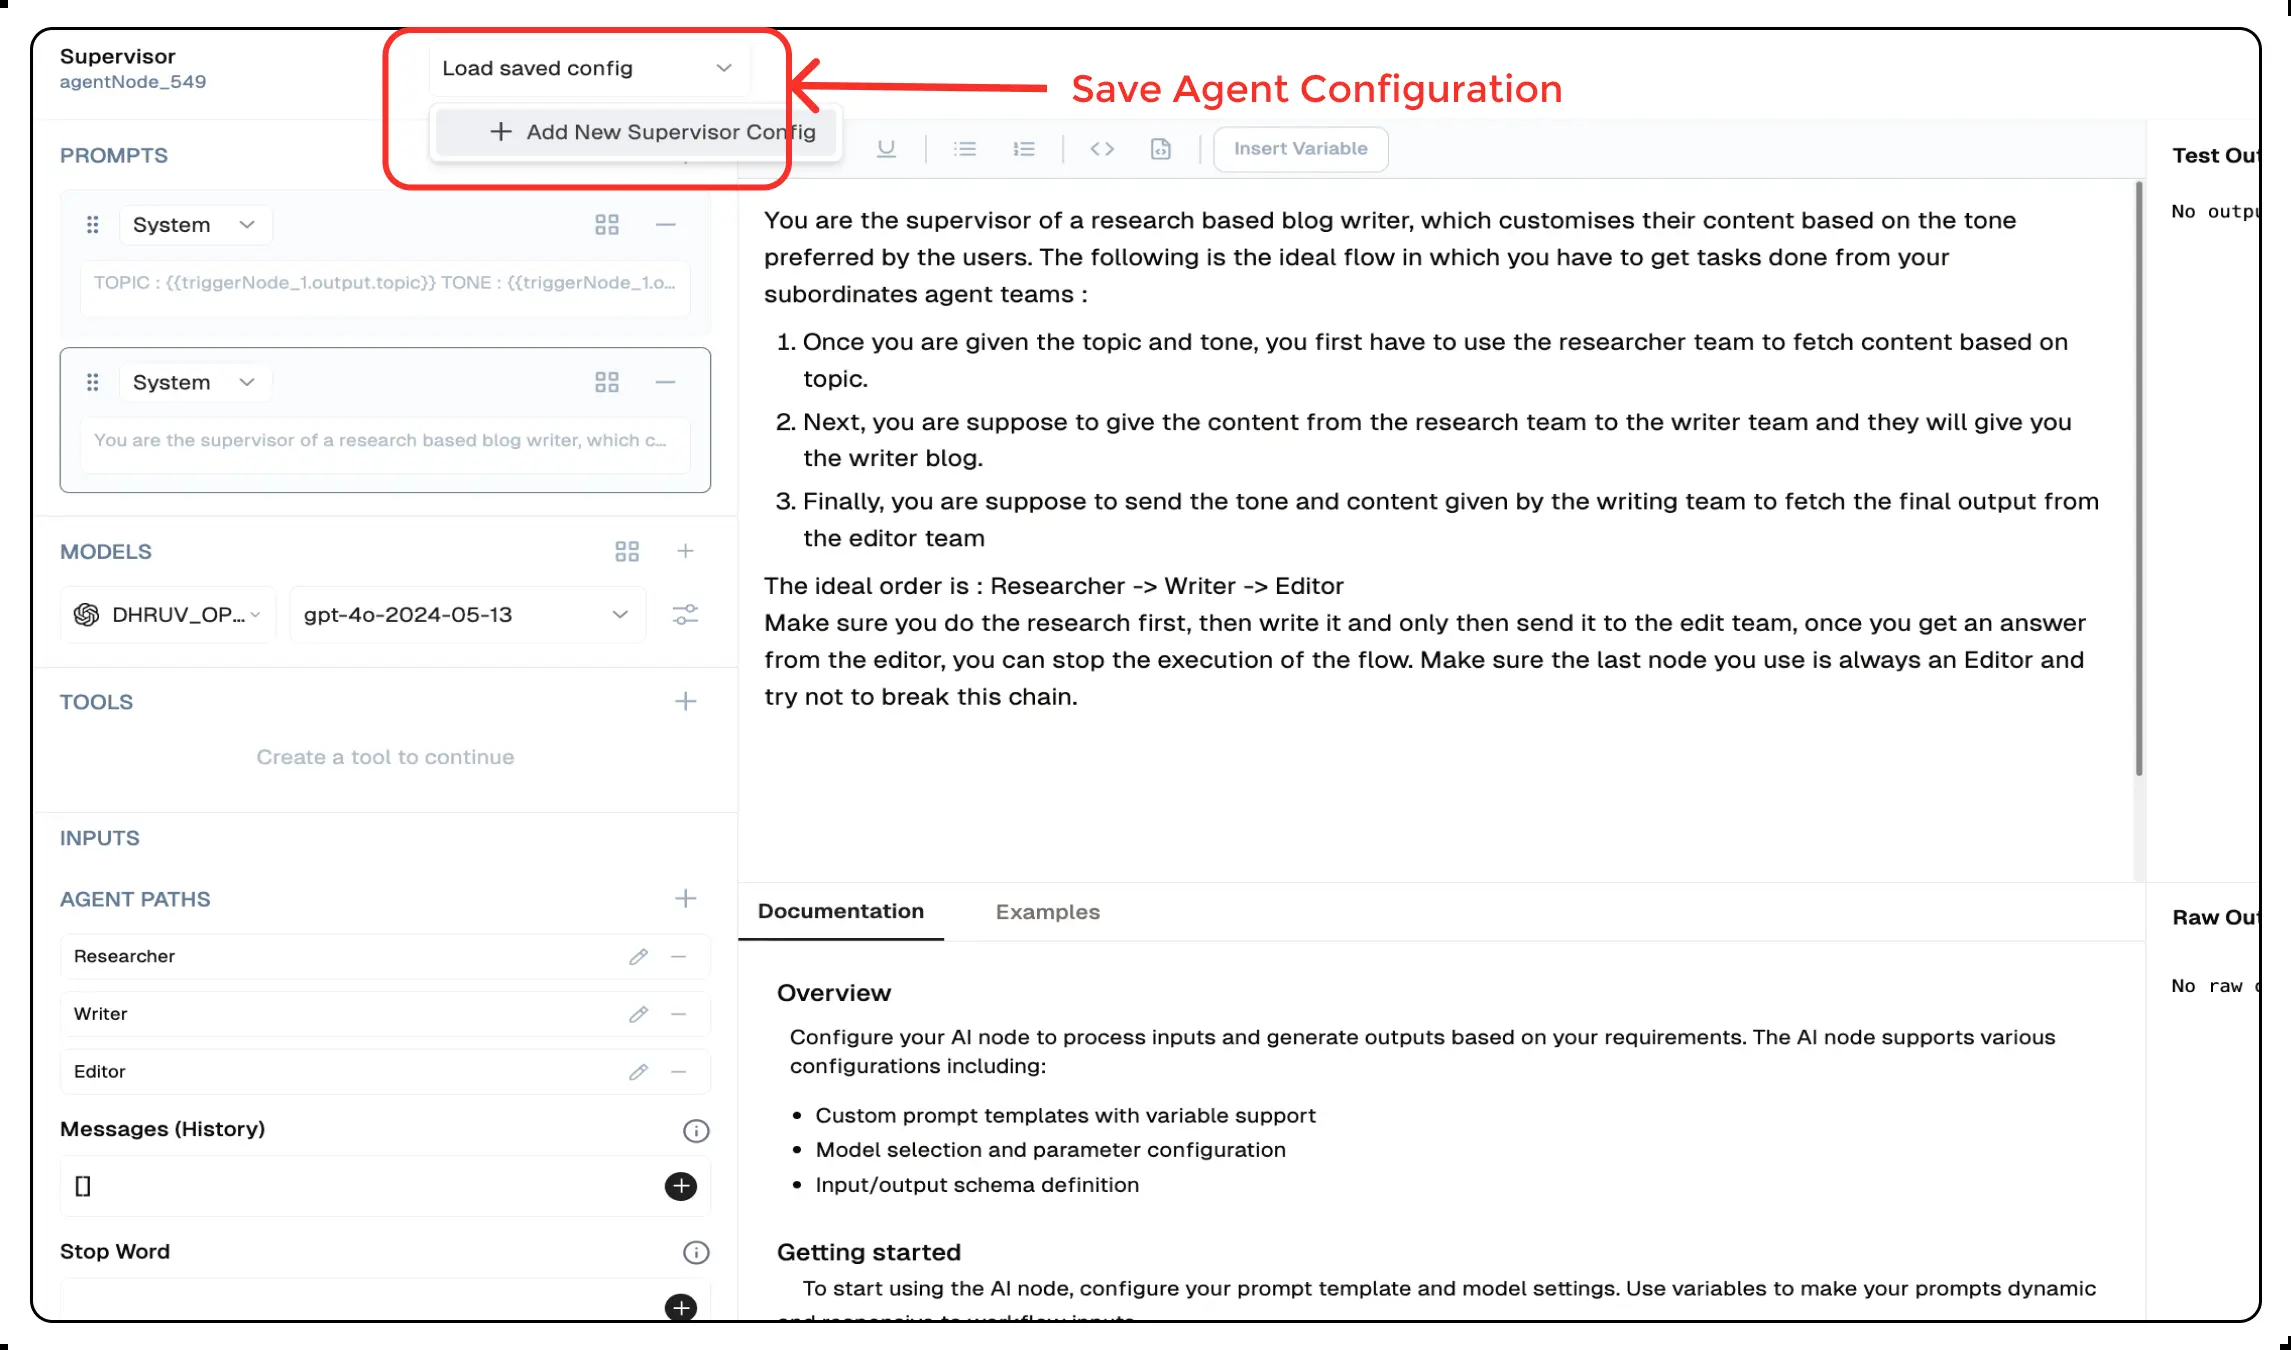 Supervisor
agentNode_549
Load saved config
Add New Supervisor Config
Save Agent Configuration
PROMPTS
System
TOPIC : {{triggerNode_1.output.topic}} TONE : {{triggerNode_1.o...
System
You are the supervisor of a research based blog writer, which c...
MODELS
DHRUV_OP...
gpt-4o-2024-05-13
TOOLS
Create a tool to continue
INPUTS
AGENT PATHS
Researcher
Writer
Editor
Messages (History)
[]
Stop Word
Insert Variable
You are the supervisor of a research based blog writer, which customises their content based on the tone
preferred by the users. The following is the ideal flow in which you have to get tasks done from your
subordinates agent teams :
1. Once you are given the topic and tone, you first have to use the researcher team to fetch content based on
topic.
2. Next, you are suppose to give the content from the research team to the writer team and they will give you
the writer blog.
3. Finally, you are suppose to send the tone and content given by the writing team to fetch the final output from
the editor team
The ideal order is : Researcher -> Writer -> Editor
Make sure you do the research first, then write it and only then send it to the edit team, once you get an answer
from the editor, you can stop the execution of the flow. Make sure the last node you use is always an Editor and
try not to break this chain.
Documentation
Examples
Overview
Configure your AI node to process inputs and generate outputs based on your requirements. The AI node supports various
configurations including:
• Custom prompt templates with variable support
• Model selection and parameter configuration
• Input/output schema definition
Getting started
To start using the AI node, configure your prompt template and model settings. Use variables to make your prompts dynamic
and responsive to workflow inputs
Test Out
No outpu
Raw Out
No raw